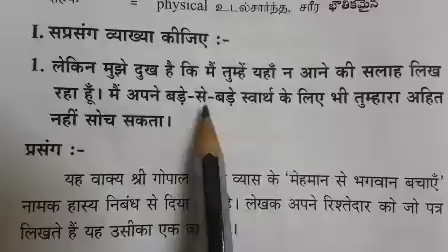 = physical உடல்சார்ந்த, சரீர భౌతికమైన
I. सप्रसंग व्याख्या कीजिए :-
1. लेकिन मुझे दुख है कि मैं तुम्हें यहाँ न आने की सलाह लिख
रहा हूँ। मैं अपने बड़े-से-बड़े स्वार्थ के लिए भी तुम्हारा अहित
नहीं सोच सकता।
प्रसंग :-
यह वाक्य श्री गोपाल व्यास के 'मेहमान से भगवान बचाएँ'
नामक हास्य निबंध से दिया है। लेखक अपने रिश्तेदार को जो पत्र
लिखते हैं यह उसीका एक